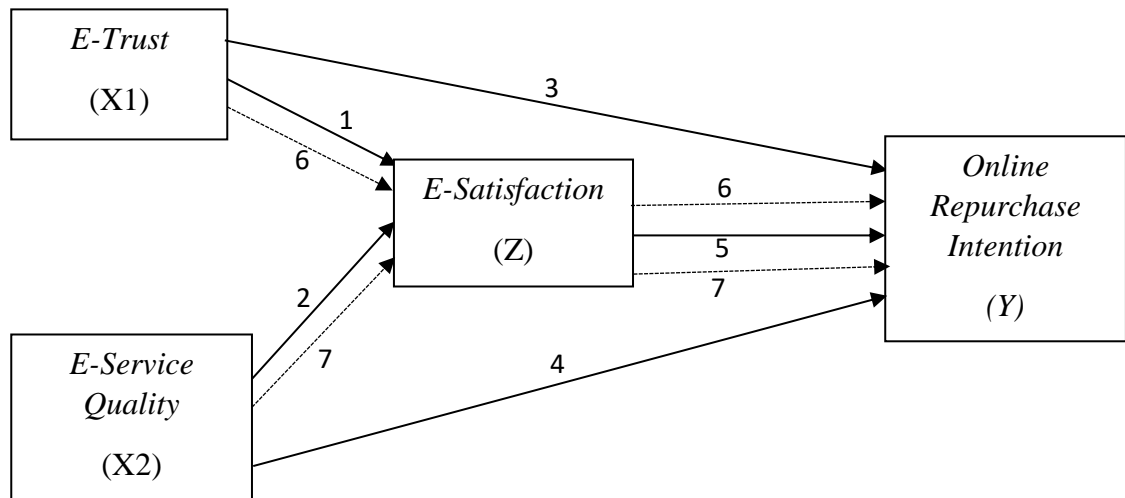 E-Trust
(X1)
3
1
6
E-Satisfaction
(Z)
6
5
7
Online
Repurchase
Intention
(Y)
2
7
4
E-Service
Quality
(X2)